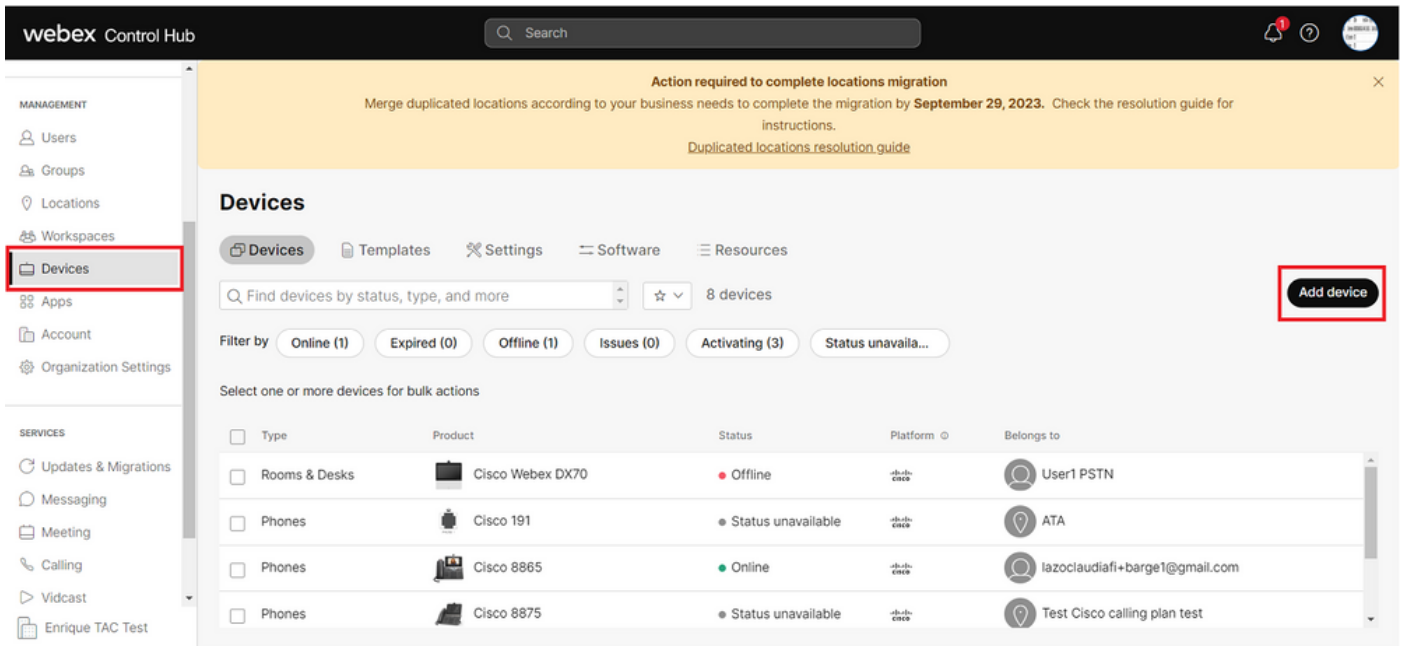 webex Control Hub
Search
1
MANAGEMENT
Users
Groups
Locations
Workspaces
Devices
Apps
Account
Organization Settings
SERVICES
Updates & Migrations
Messaging
Meeting
Calling
Vidcast
Enrique TAC Test
Action required to complete locations migration
Merge duplicated locations according to your business needs to complete the migration by September 29, 2023. Check the resolution guide for
instructions.
Duplicated locations resolution guide
Devices
Devices Templates Settings Software Resources
Find devices by status, type, and more 8 devices Add device
Filter by Online (1) Expired (0) Offline (1) Issues (0) Activating (3) Status unavaila...
Select one or more devices for bulk actions
Type Product Status Platform Belongs to
Rooms & Desks Cisco Webex DX70 Offline cisco User1 PSTN
Phones Cisco 191 Status unavailable cisco ATA
Phones Cisco 8865 Online cisco lazoclaudiafi+barge1@gmail.com
Phones Cisco 8875 Status unavailable cisco Test Cisco calling plan test